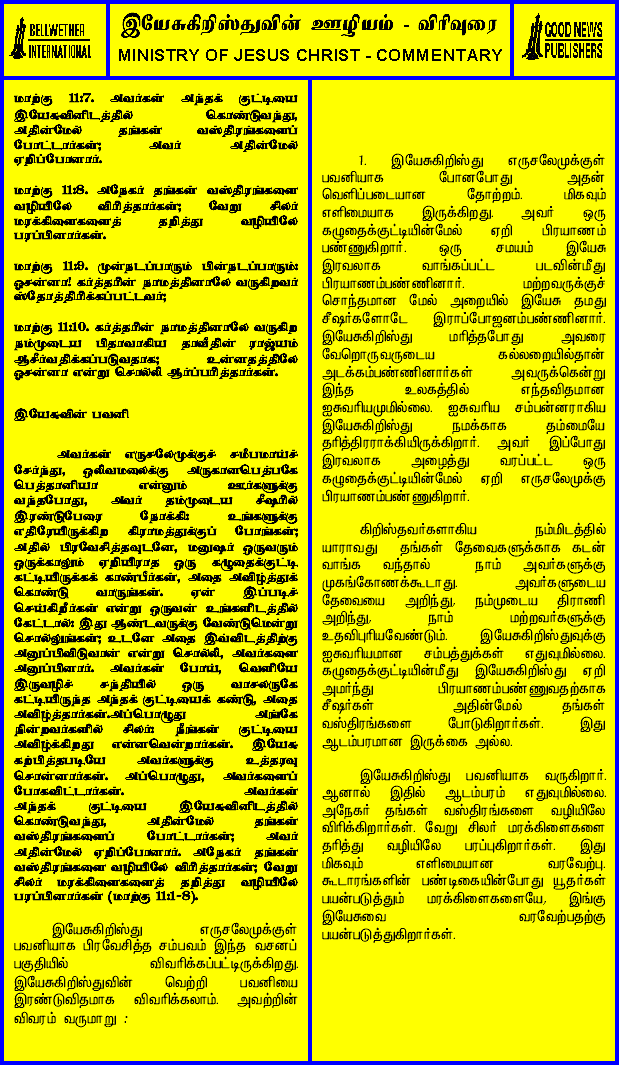 BELLWETHER
INTERNATIONAL
இயேசுகிறிஸ்துவின் ஊழியம் - விரிவுரை
MINISTRY OF JESUS CHRIST - COMMENTARY
GOOD NEWS
PUBLISHERS
மாற்கு 11:7. அவர்கள் அந்தக் குட்டியை
இயேசுவினிடத்தில் கொண்டுவந்து,
அதின்மேல் தங்கள் வஸ்திரங்களைப்
போட்டார்கள்; அவர் அதின்மேல்
ஏறிப்போனார்.
மாற்கு 11:8. அநேகர் தங்கள் வஸ்திரங்களை
வழியிலே விரித்தார்கள்; வேறு சிலர்
மரக்கிளைகளைத் தறித்து வழியிலே
பரப்பினார்கள்.
மாற்கு 11:9. முன்நடப்பாரும் பின்நடப்பாரும்:
ஓசன்னா! கர்த்தரின் நாமத்தினாலே வருகிறவர்
ஸ்தோத்திரிக்கப்பட்டவர்;
மாற்கு 11:10. கர்த்தரின் நாமத்தினாலே வருகிற
நம்முடைய பிதாவாகிய தாவீதின் ராஜ்யம்
ஆசீர்வதிக்கப்படுவதாக; உன்னதத்திலே
ஓசன்னா என்று சொல்லி ஆர்ப்பரித்தார்கள்.
இயேசுவின் பவனி
அவர்கள் எருசலேமுக்குச் சமீபமாய்ச்
சேர்ந்து, ஒலிவமலைக்கு அருகானபெத்பகே
பெத்தானியா என்னும் ஊர்களுக்கு
வந்தபோது, அவர் தம்முடைய சீஷரில்
இரண்டுபேரை நோக்கி: உங்களுக்கு
எதிரேயிருக்கிற கிராமத்துக்குப் போங்கள்;
அதில் பிரவேசித்தவுடனே, மனுஷர் ஒருவரும்
ஒருக்காலும் ஏறியிராத ஒரு கழுதைக்குட்டி
கட்டியிருக்கக் காண்பீர்கள், அதை அவிழ்த்துக்
கொண்டு வாருங்கள். ஏன் இப்படிச்
செய்கிறீர்கள் என்று ஒருவன் உங்களிடத்தில்
கேட்டால்: இது ஆண்டவருக்கு வேண்டுமென்று
சொல்லுங்கள்; உடனே அதை இவ்விடத்திற்கு
அனுப்பிவிடுவான் என்று சொல்லி, அவர்களை
அனுப்பினார். அவர்கள் போய், வெளியே
இருவழிச் சந்தியில் ஒரு வாசலருகே
கட்டியிருந்த அந்தக் குட்டியைக் கண்டு, அதை
அவிழ்த்தார்கள்.அப்பொழுது அங்கே
நின்றவர்களில் சிலர்: நீங்கள் குட்டியை
அவிழ்க்கிறது என்னவென்றார்கள். இயேசு
கற்பித்தபடியே அவர்களுக்கு உத்தரவு
சொன்னார்கள். அப்பொழுது, அவர்களைப்
போகவிட்டார்கள். அவர்கள்
அந்தக் குட்டியை இயேசுவினிடத்தில்
கொண்டுவந்து, அதின்மேல் தங்கள்
வஸ்திரங்களைப் போட்டார்கள்; அவர்
அதின்மேல் ஏறிப்போனார். அநேகர் தங்கள்
வஸ்திரங்களை வழியிலே விரித்தார்கள்; வேறு
சிலர் மரக்கிளைகளைத் தறித்து வழியிலே
பரப்பினார்கள் (மாற்கு 11:1-8).
இயேசுகிறிஸ்து எருசலேமுக்குள்
பவனியாக பிரவேசித்த சம்பவம் இந்த வசனப்
பகுதியில் விவரிக்கப்பட்டிருக்கிறது.
இயேசுகிறிஸ்துவின் வெற்றி பவனியை
இரண்டுவிதமாக விவரிக்கலாம். அவற்றின்
விவரம் வருமாறு :
1. இயேசுகிறிஸ்து எருசலேமுக்குள்
பவனியாக போனபோது அதன்
வெளிப்படையான தோற்றம். மிகவும்
எளிமையாக இருக்கிறது. அவர் ஒரு
கழுதைக்குட்டியின்மேல் ஏறி பிரயாணம்
பண்ணுகிறார். ஒரு சமயம் இயேசு
இரவலாக வாங்கப்பட்ட படவின்மீது
பிரயாணம்பண்ணினார். மற்றவருக்குச்
சொந்தமான மேல் அறையில் இயேசு தமது
சீஷர்களோடே இராப்போஜனம்பண்ணினார்.
இயேசுகிறிஸ்து மரித்தபோது அவரை
வேறொருவருடைய கல்லறையில்தான்
அடக்கம்பண்ணினார்கள் அவருக்கென்று
இந்த உலகத்தில் எந்தவிதமான
ஐசுவரியமுமில்லை. ஐசுவரிய சம்பன்னராகிய
இயேசுகிறிஸ்து நமக்காக தம்மையே
தரித்திரராக்கியிருக்கிறார். அவர் இப்போது
இரவலாக அழைத்து வரப்பட்ட ஒரு
கழுதைக்குட்டியின்மேல் ஏறி எருசலேமுக்கு
பிரயாணம்பண்ணுகிறார்.
கிறிஸ்தவர்களாகிய நம்மிடத்தில்
யாராவது தங்கள் தேவைகளுக்காக கடன்
வாங்க வந்தால் நாம் அவர்களுக்கு
முகங்கோணக்கூடாது. அவர்களுடைய
தேவையை அறிந்து, நம்முடைய திராணி
அறிந்து, நாம் மற்றவர்களுக்கு
உதவிபுரியவேண்டும். இயேசுகிறிஸ்துவுக்கு
ஐசுவரியமான சம்பத்துக்கள் எதுவுமில்லை.
கழுதைக்குட்டியின்மீது இயேசுகிறிஸ்து ஏறி
அமர்ந்து பிரயாணம்பண்ணுவதற்காக
சீஷர்கள் அதின்மேல் தங்கள்
வஸ்திரங்களை போடுகிறார்கள். இது
ஆடம்பரமான இருக்கை அல்ல.
இயேசுகிறிஸ்து பவனியாக வருகிறார்.
ஆனால் இதில் ஆடம்பரம் எதுவுமில்லை.
அநேகர் தங்கள் வஸ்திரங்களை வழியிலே
விரிக்கிறார்கள். வேறு சிலர் மரக்கிளைகளை
தரித்து வழியிலே பரப்புகிறார்கள். இது
மிகவும் எளிமையான வரவேற்பு.
கூடாரங்களின் பண்டிகையின்போது யூதர்கள்
பயன்படுத்தும் மரக்கிளைகளையே, இங்கு
இயேசுவை வரவேற்பதற்கு
பயன்படுத்துகிறார்கள்.